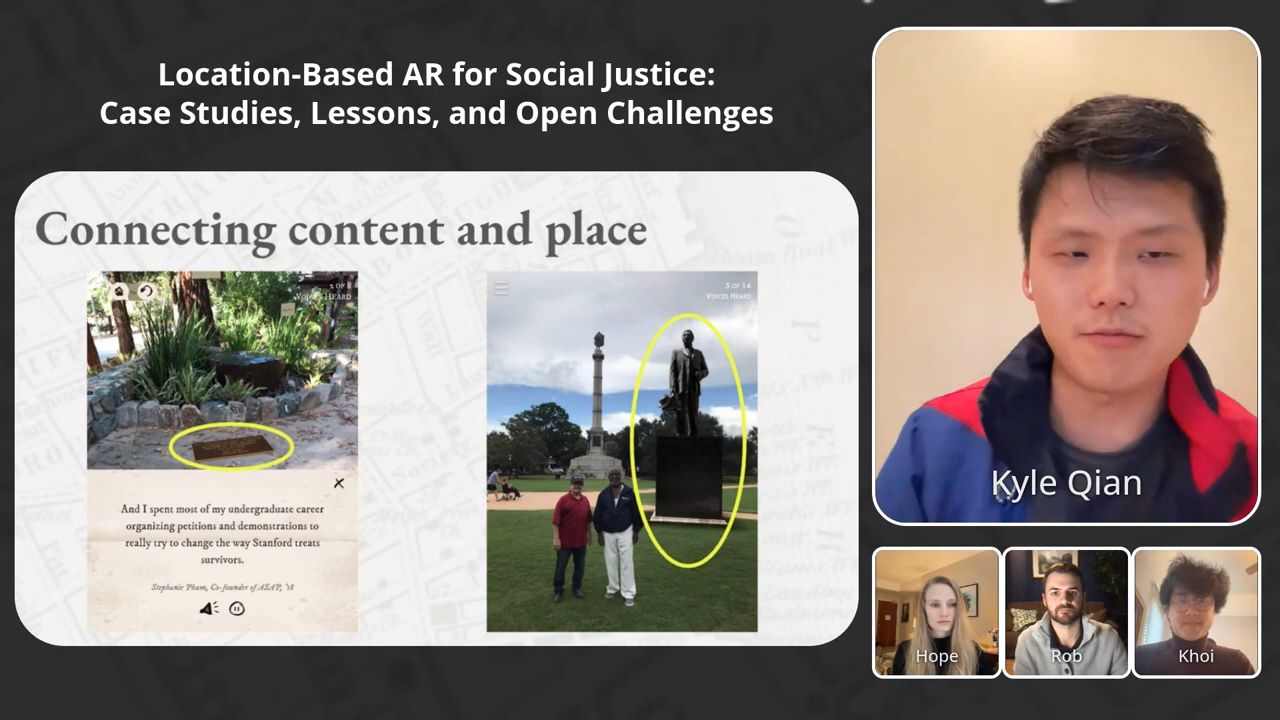 Location-Based AR for Social Justice:
Case Studies, Lessons, and Open Challenges
Connecting content and place
2 OF 8
VOICES HEARD
And I spent most of my undergraduate career
organizing petitions and demonstrations to
really try to change the way Stanford treats
survivors.
Stephanie Pham, Co-founder of ASAP, '18
5 OF 14
VOICES HEARD
Kyle Qian
Hope
Rob
Khoi